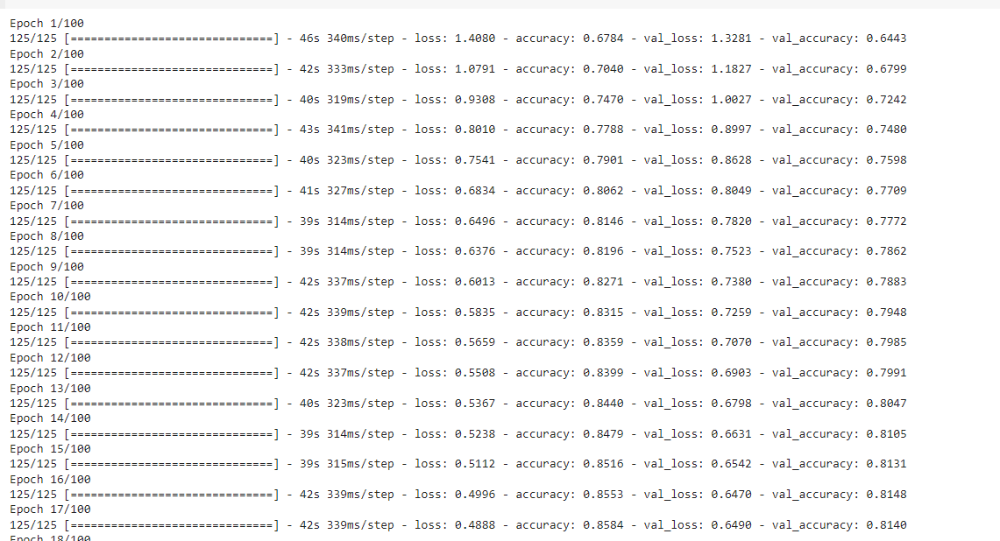 Epoch 1/100
125/125 [==============================] - 46s 340ms/step - loss: 1.4080 - accuracy: 0.6784 - val_loss: 1.3281 - val_accuracy: 0.6443
Epoch 2/100
125/125 [==============================] - 42s 333ms/step - loss: 1.0791 - accuracy: 0.7040 - val_loss: 1.1827 - val_accuracy: 0.6799
Epoch 3/100
125/125 [==============================] - 40s 319ms/step - loss: 0.9308 - accuracy: 0.7470 - val_loss: 1.0027 - val_accuracy: 0.7242
Epoch 4/100
125/125 [==============================] - 43s 341ms/step - loss: 0.8010 - accuracy: 0.7788 - val_loss: 0.8997 - val_accuracy: 0.7480
Epoch 5/100
125/125 [==============================] - 40s 323ms/step - loss: 0.7541 - accuracy: 0.7901 - val_loss: 0.8628 - val_accuracy: 0.7598
Epoch 6/100
125/125 [==============================] - 41s 327ms/step - loss: 0.6834 - accuracy: 0.8062 - val_loss: 0.8049 - val_accuracy: 0.7709
Epoch 7/100
125/125 [==============================] - 39s 314ms/step - loss: 0.6496 - accuracy: 0.8146 - val_loss: 0.7820 - val_accuracy: 0.7772
Epoch 8/100
125/125 [==============================] - 39s 314ms/step - loss: 0.6376 - accuracy: 0.8196 - val_loss: 0.7523 - val_accuracy: 0.7862
Epoch 9/100
125/125 [==============================] - 42s 337ms/step - loss: 0.6013 - accuracy: 0.8271 - val_loss: 0.7380 - val_accuracy: 0.7883
Epoch 10/100
125/125 [==============================] - 42s 339ms/step - loss: 0.5835 - accuracy: 0.8315 - val_loss: 0.7259 - val_accuracy: 0.7948
Epoch 11/100
125/125 [==============================] - 42s 338ms/step - loss: 0.5659 - accuracy: 0.8359 - val_loss: 0.7070 - val_accuracy: 0.7985
Epoch 12/100
125/125 [==============================] - 42s 337ms/step - loss: 0.5508 - accuracy: 0.8399 - val_loss: 0.6903 - val_accuracy: 0.7991
Epoch 13/100
125/125 [==============================] - 40s 323ms/step - loss: 0.5367 - accuracy: 0.8440 - val_loss: 0.6798 - val_accuracy: 0.8047
Epoch 14/100
125/125 [==============================] - 39s 314ms/step - loss: 0.5238 - accuracy: 0.8479 - val_loss: 0.6631 - val_accuracy: 0.8105
Epoch 15/100
125/125 [==============================] - 39s 315ms/step - loss: 0.5112 - accuracy: 0.8516 - val_loss: 0.6542 - val_accuracy: 0.8131
Epoch 16/100
125/125 [==============================] - 42s 339ms/step - loss: 0.4996 - accuracy: 0.8553 - val_loss: 0.6470 - val_accuracy: 0.8148
Epoch 17/100
125/125 [==============================] - 42s 339ms/step - loss: 0.4888 - accuracy: 0.8584 - val_loss: 0.6490 - val_accuracy: 0.8140
Epoch 18/100